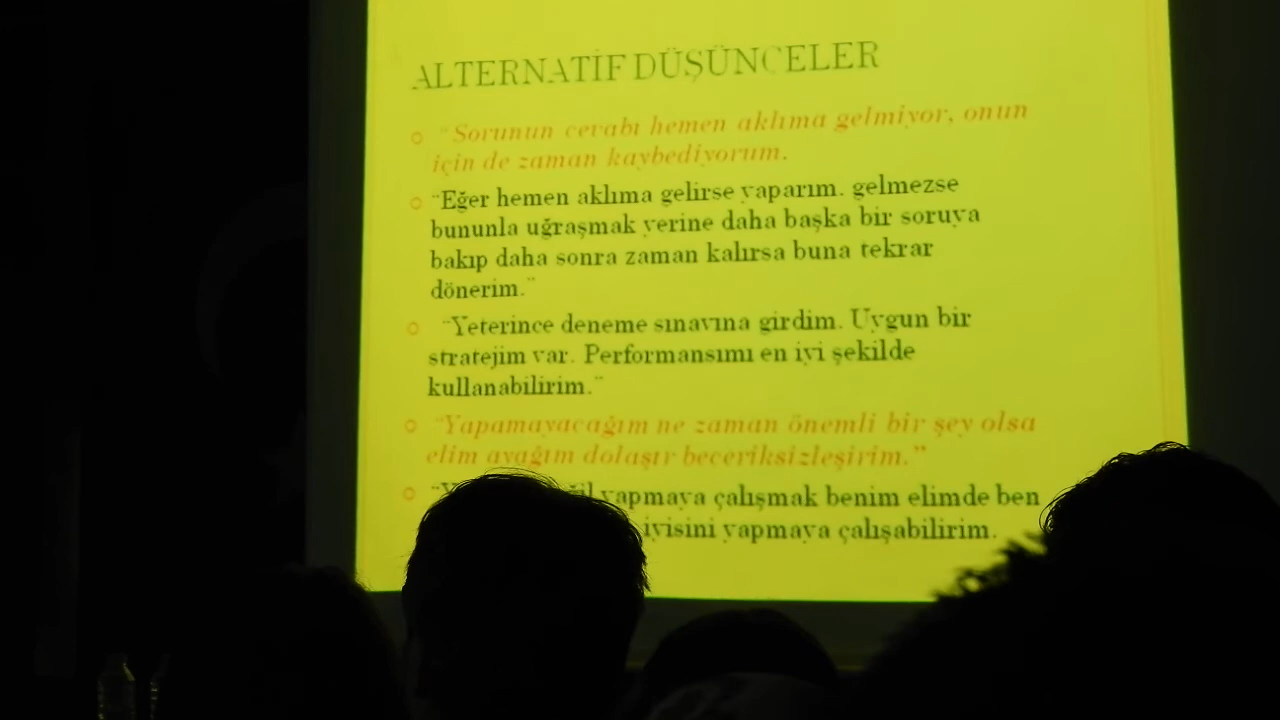 ALTERNATİF DÜŞÜNCELER
"Sorunun cevabı hemen aklıma gelmiyor, onun
için de zaman kaybediyorum.
"Eğer hemen aklıma gelirse yaparım. gelmezse
bununla uğraşmak yerine daha başka bir soruya
bakıp daha sonra zaman kalırsa buna tekrar
dönerim."
"Yeterince deneme sınavına girdim. Uygun bir
stratejim var. Performansımı en iyi şekilde
kullanabilirim."
"Yapamayacağım ne zaman önemli bir şey olsa
elim ayağım dolaşır beceriksizleşirim."
yapmaya çalışmak benim elimde ben
iyisini yapmaya çalışabilirim.